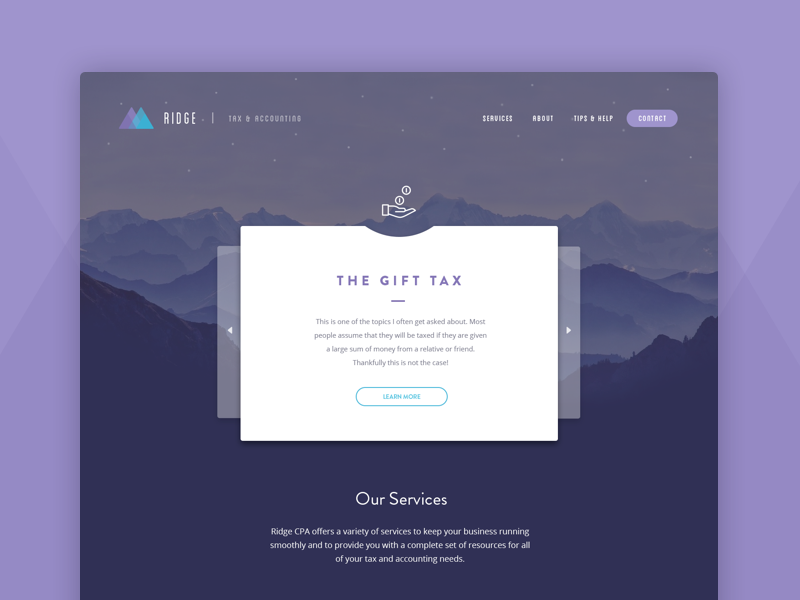 RIDGE | TAX & ACCOUNTING
SERVICES ABOUT TIPS & HELP CONTACT
THE GIFT TAX
This is one of the topics I often get asked about. Most
people assume that they will be taxed if they are given
a large sum of money from a relative or friend.
Thankfully this is not the case!
LEARN MORE
Our Services
Ridge CPA offers a variety of services to keep your business running
smoothly and to provide you with a complete set of resources for all
of your tax and accounting needs.